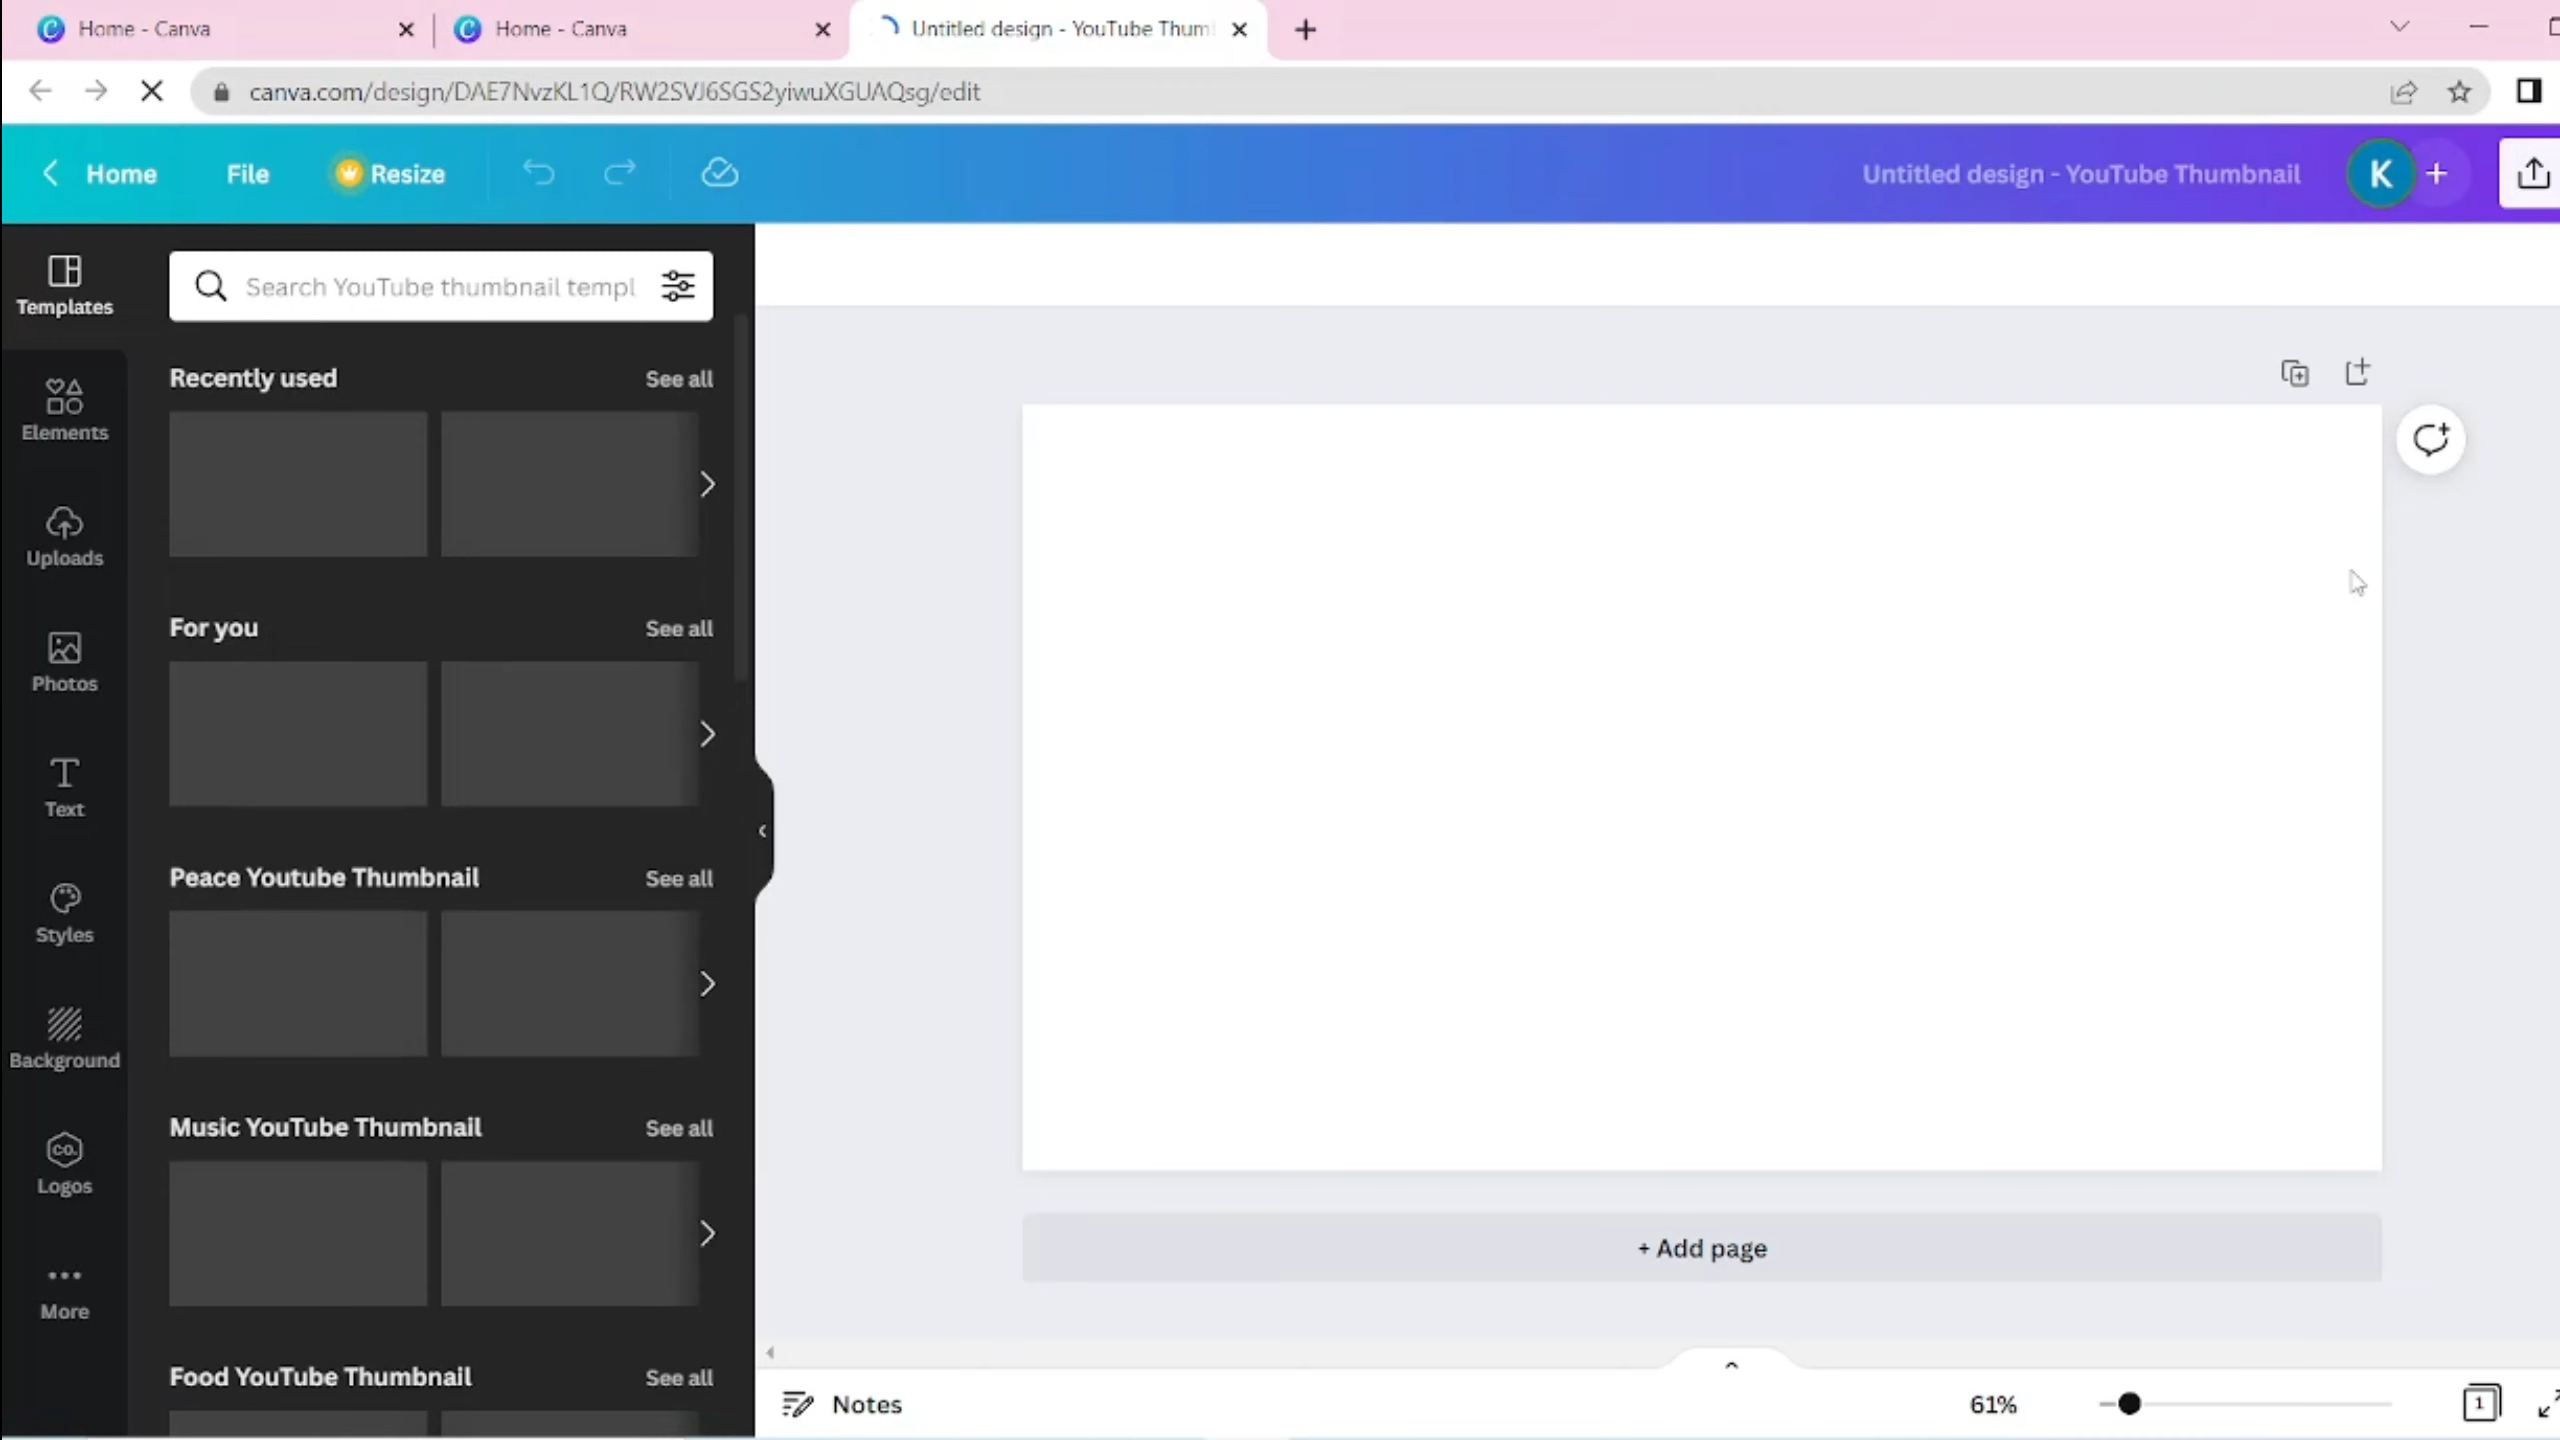 Home - Canva
Home - Canva
Untitled design - YouTube Thum
canva.com/design/DAE7NvzKL1Q/RW2SVJ6SGS2yiwuXGUAQsg/edit
Home
File
Resize
Untitled design - YouTube Thumbnail
K
Templates
Search YouTube thumbnail templ
Recently used
See all
Elements
Uploads
For you
See all
Photos
Text
Peace Youtube Thumbnail
See all
Styles
Background
Music YouTube Thumbnail
See all
CO.
Logos
+ Add page
More
Food YouTube Thumbnail
See all
Notes
61%
1